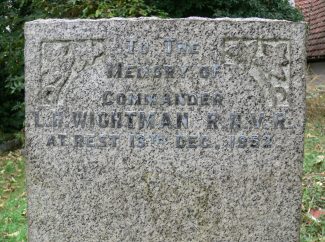 TO THE
MEMORY OF
COMMANDER
WIGHTMAN R.N.V.R.
AT REST 13TH DEC, 1952